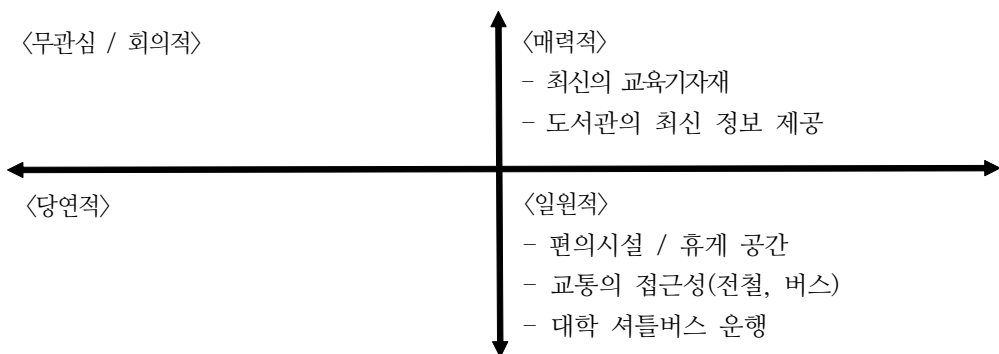 〈무관심 / 회의적〉
〈매력적〉
- 최신의 교육기자재
- 도서관의 최신 정보 제공
〈당연적〉
〈일원적〉
- 편의시설 / 휴게 공간
- 교통의 접근성(전철, 버스)
- 대학 셔틀버스 운행